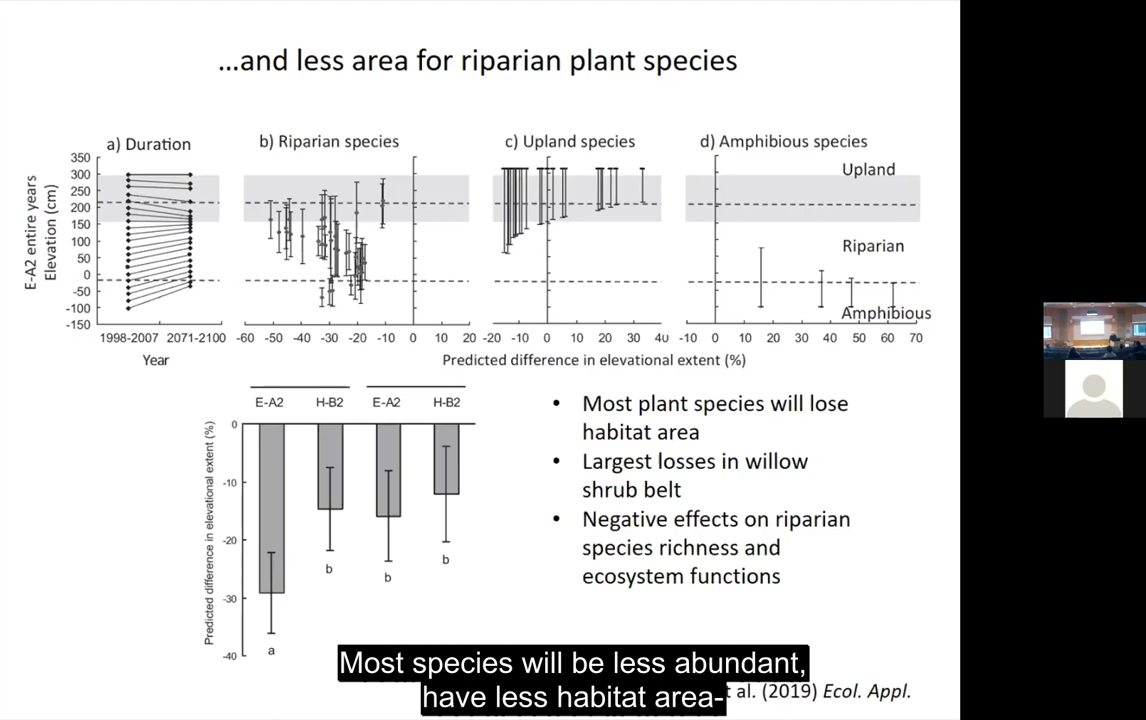 ...and less area for riparian plant species
a) Duration
b) Riparian species
c) Upland species
d) Amphibious species
E-A2 entire years
Elevation (cm)
350
300
250
200
150
100
50
0
-50
-100
-150
1998-2007 2071-2100
Year
-60 -50 -40 -30 -20 -10 0 10 20
-20 -10 0 10 20 30 40
-10 0 10 20 30 40 50 60 70
Upland
Riparian
Amphibious
Predicted difference in elevational extent (%)
E-A2 H-B2 E-A2 H-B2
Predicted difference in elevational extent (%)
0
-10
-20
-30
-40
a
b
b
b
• Most plant species will lose
habitat area
• Largest losses in willow
shrub belt
• Negative effects on riparian
species richness and
ecosystem functions
Most species will be less abundant,
have less habitat area-
t al. (2019) Ecol. Appl.